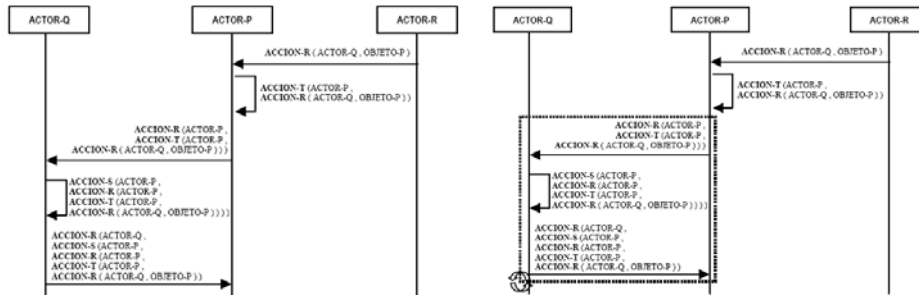 ACTOR-Q
ACTOR-P
ACTOR-R
ACCION-R (ACTOR-Q , OBJETO-P)
ACCION-T (ACTOR-P,
ACCION-R (ACTOR-Q , OBJETO-P))
ACCION-R (ACTOR-P ,
ACCION-T (ACTOR-P,
ACCION-R (ACTOR-Q , OBJETO-P)))
ACCION-S (ACTOR-P,
ACCION-R (ACTOR-P,
ACCION-T (ACTOR-P,
ACCION-R (ACTOR-Q , OBJETO-P))))
ACCION-R (ACTOR-Q ,
ACCION-S (ACTOR-P,
ACCION-R (ACTOR-P,
ACCION-T (ACTOR-P,
ACCION-R (ACTOR-Q , OBJETO-P))
ACTOR-Q
ACTOR-P
ACTOR-R
ACCION-R (ACTOR-Q , OBJETO-P)
ACCION-T (ACTOR-P,
ACCION-R (ACTOR-Q , OBJETO-P))
ACCION-R (ACTOR-P ,
ACCION-T (ACTOR-P,
ACCION-R (ACTOR-Q , OBJETO-P)))
ACCION-S (ACTOR-P,
ACCION-R (ACTOR-P,
ACCION-T (ACTOR-P,
ACCION-R (ACTOR-Q , OBJETO-P))))
ACCION-R (ACTOR-Q ,
ACCION-S (ACTOR-P,
ACCION-R (ACTOR-P,
ACCION-T (ACTOR-P,
ACCION-R (ACTOR-Q , OBJETO-P))